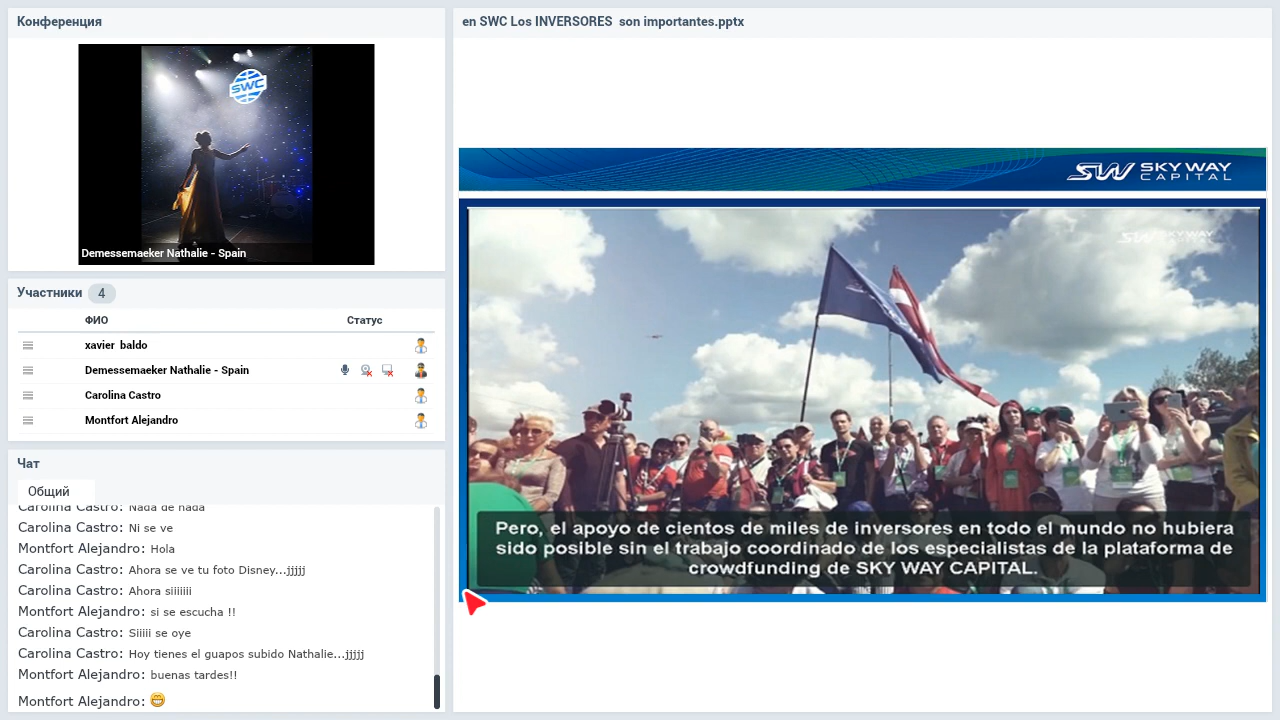 Конференция
SWC
Demessemaeker Nathalie - Spain
Участники 4
ФИО Статус
xavier baldo
Demessemaeker Nathalie - Spain
Carolina Castro
Montfort Alejandro
Чат
Общий
Carolina Castro: Nada de nada
Carolina Castro: Ni se ve
Montfort Alejandro: Hola
Carolina Castro: Ahora se ve tu foto Disney...jjjjj
Carolina Castro: Ahora siiiiiii
Montfort Alejandro: si se escucha !!
Carolina Castro: Siiiii se oye
Carolina Castro: Hoy tienes el guapos subido Nathalie...jjjjj
Montfort Alejandro: buenas tardes!!
Montfort Alejandro: 😁
en SWC Los INVERSORES son importantes.pptx
SW SKY WAY
CAPITAL
SW SKY WAY
CAPITAL
Pero, el apoyo de cientos de miles de inversores en todo el mundo no hubiera
sido posible sin el trabajo coordinado de los especialistas de la plataforma de
crowdfunding de SKY WAY CAPITAL.